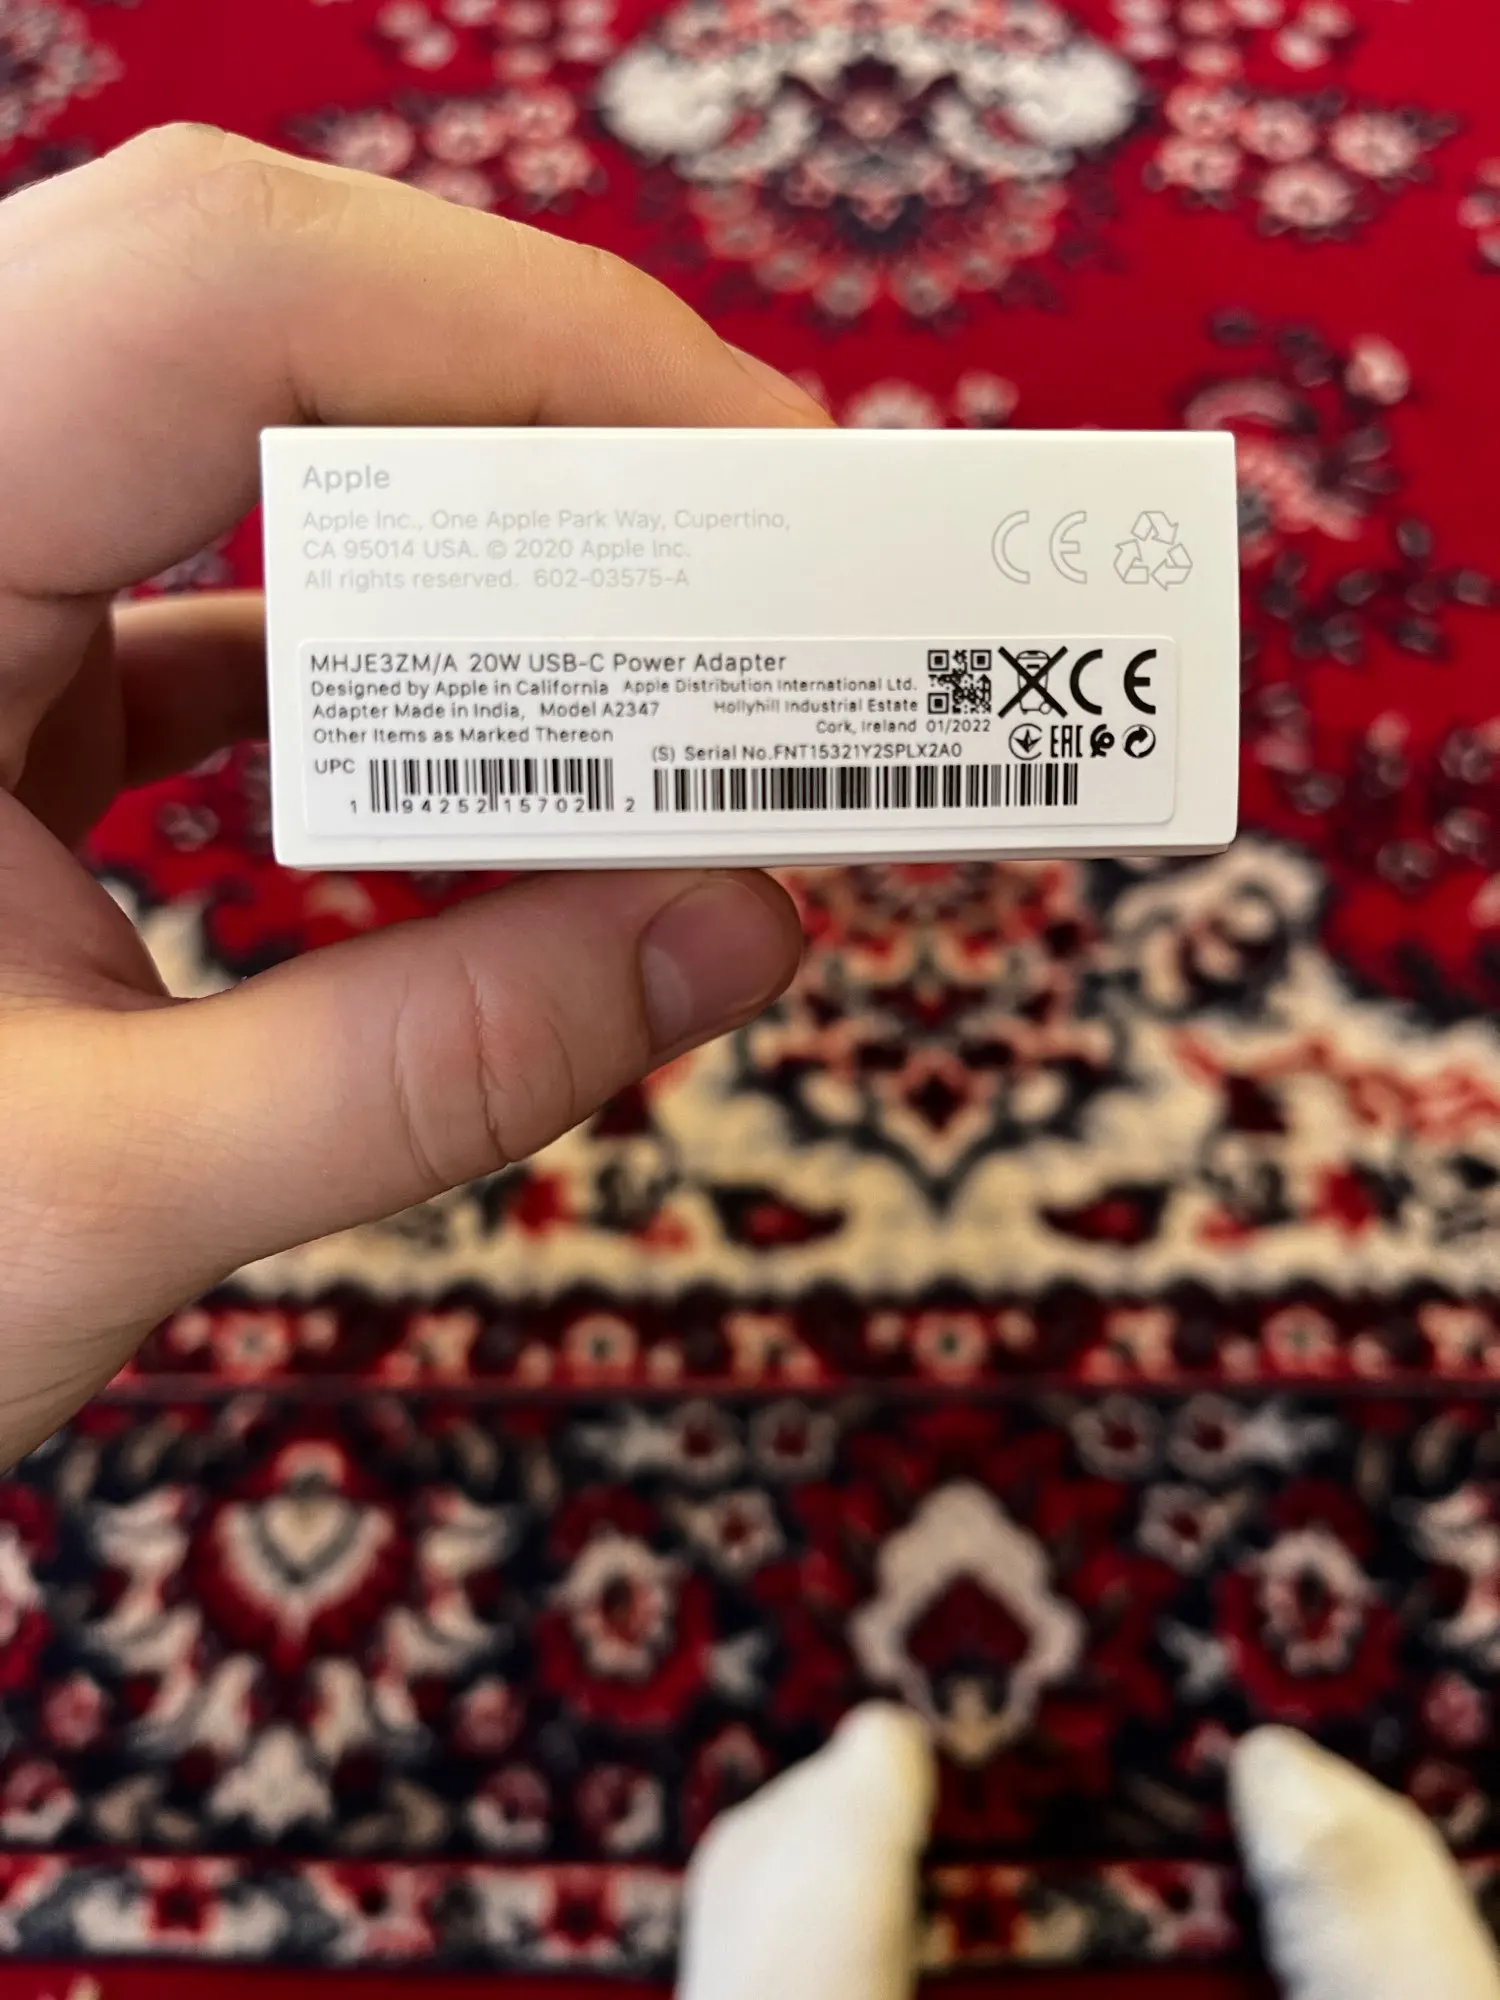 Apple
Apple Inc., One Apple Park Way, Cupertino,
CA 95014 USA. © 2020 Apple Inc.
All rights reserved. 602-03575-A
CE
MHJE3ZM/A 20W USB-C Power Adapter
Designed by Apple in California Apple Distribution International Ltd.
Adapter Made in India, Model A2347 Hollyhill Industrial Estate
Other Items as Marked Thereon Cork, Ireland 01/2022
CE
EAC
(S) Serial No.FNT15321Y2SPLX2A0
UPC
1 94252 15702 2